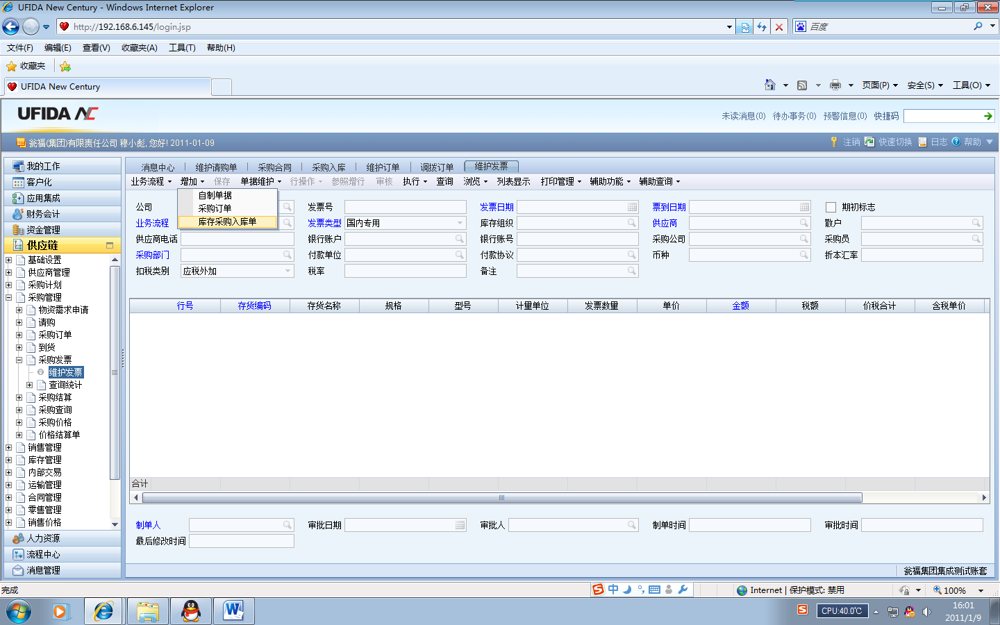 UFIDA New Century - Windows Internet Explorer
http://192.168.6.145/login.jsp
百度
文件(F) 编辑(E) 查看(V) 收藏夹(A) 工具(T) 帮助(H)
收藏夹
UFIDA New Century
页面(P) 安全(S) 工具(O)
UFIDA NC
未读消息(0) 待办事务(0) 预警信息(0) 快捷码
瓮福(集团)有限责任公司 穆小彪, 您好! 2011-01-09
注销 快速切换 日志 帮助
我的工作
客户化
应用集成
财务会计
资金管理
供应链
基础设置
供应商管理
采购计划
采购管理
物资需求申请
请购
采购订单
到货
采购发票
维护发票
查询统计
采购结算
采购查询
采购价格
价格结算单
销售管理
库存管理
内部交易
运输管理
合同管理
零售管理
销售价格
人力资源
流程中心
消息管理
消息中心 维护请购单 采购合同 采购入库 维护订单 调拨订单 维护发票
业务流程 增加 保存 单据维护 行操作 参照增行 审核 执行 查询 浏览 列表显示 打印管理 辅助功能 辅助查询
自制单据
采购订单
库存采购入库单
公司 发票号 发票日期 票到日期 期初标志
业务流程 发票类型 国内专用 库存组织 供应商 散户
供应商电话 银行账户 银行账号 采购公司 采购员
采购部门 付款单位 付款协议 币种 折本汇率
扣税类别 应税外加 税率 备注
行号 存货编码 存货名称 规格 型号 计量单位 发票数量 单价 金额 税额 价税合计 含税单价
合计
制单人 审批日期 审批人 制单时间 审批时间
最后修改时间
瓮福集团集成测试账套
完成
中
Internet | 保护模式: 禁用
100%
CPU:40.0℃
16:01
2011/1/9